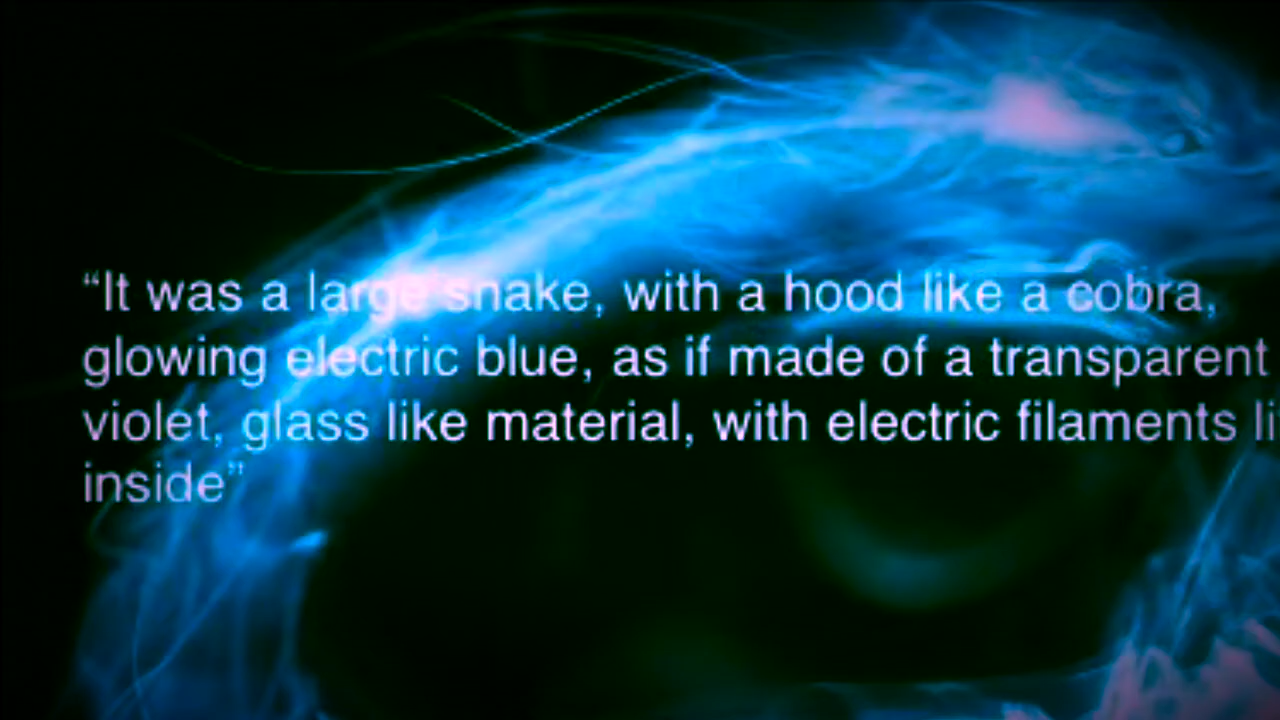 “It was a large snake, with a hood like a cobra,
glowing electric blue, as if made of a transparent
violet, glass like material, with electric filaments
inside”